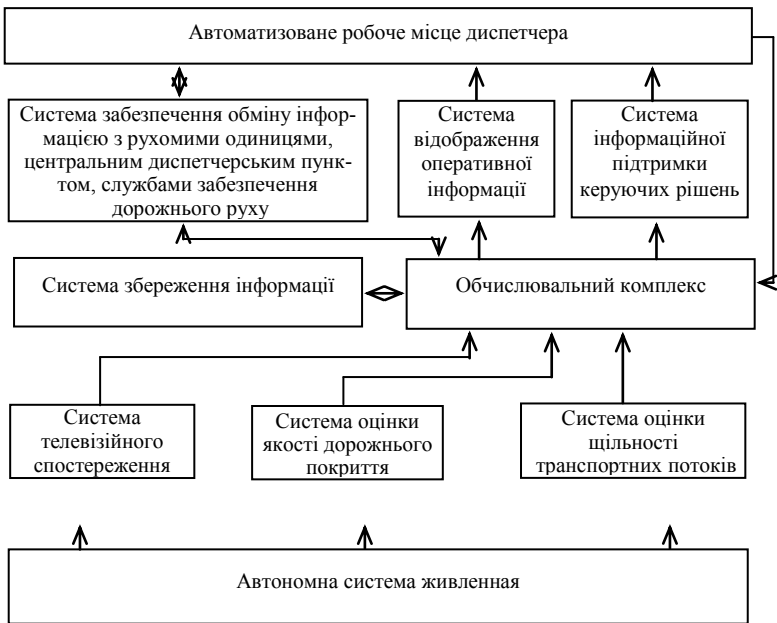 Автоматизоване робоче місце диспетчера
Система забезпечення обміну інфор-
мацією з рухомими одиницями,
центральним диспетчерським пунк-
том, службами забезпечення
дорожнього руху
Система
відображення
оперативної
інформації
Система
інформаційної
підтримки
керуючих рішень
Система збереження інформації
Обчислювальний комплекс
Система
телевізійного
спостереження
Система оцінки
якості дорожнього
покриття
Система оцінки
щільності
транспортних потоків
Автономна система живленная